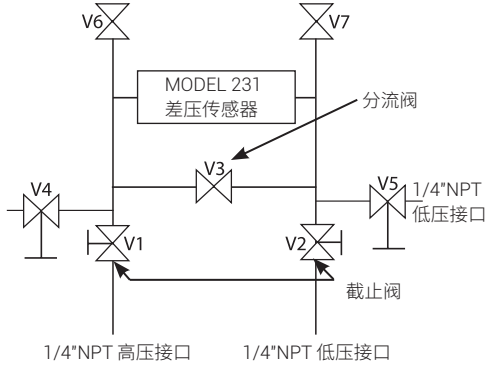 V6
V7
MODEL 231
差压传感器
分流阀
V3
V4
V5
1/4"NPT
低压接口
V1
V2
截止阀
1/4"NPT 高压接口
1/4"NPT 低压接口